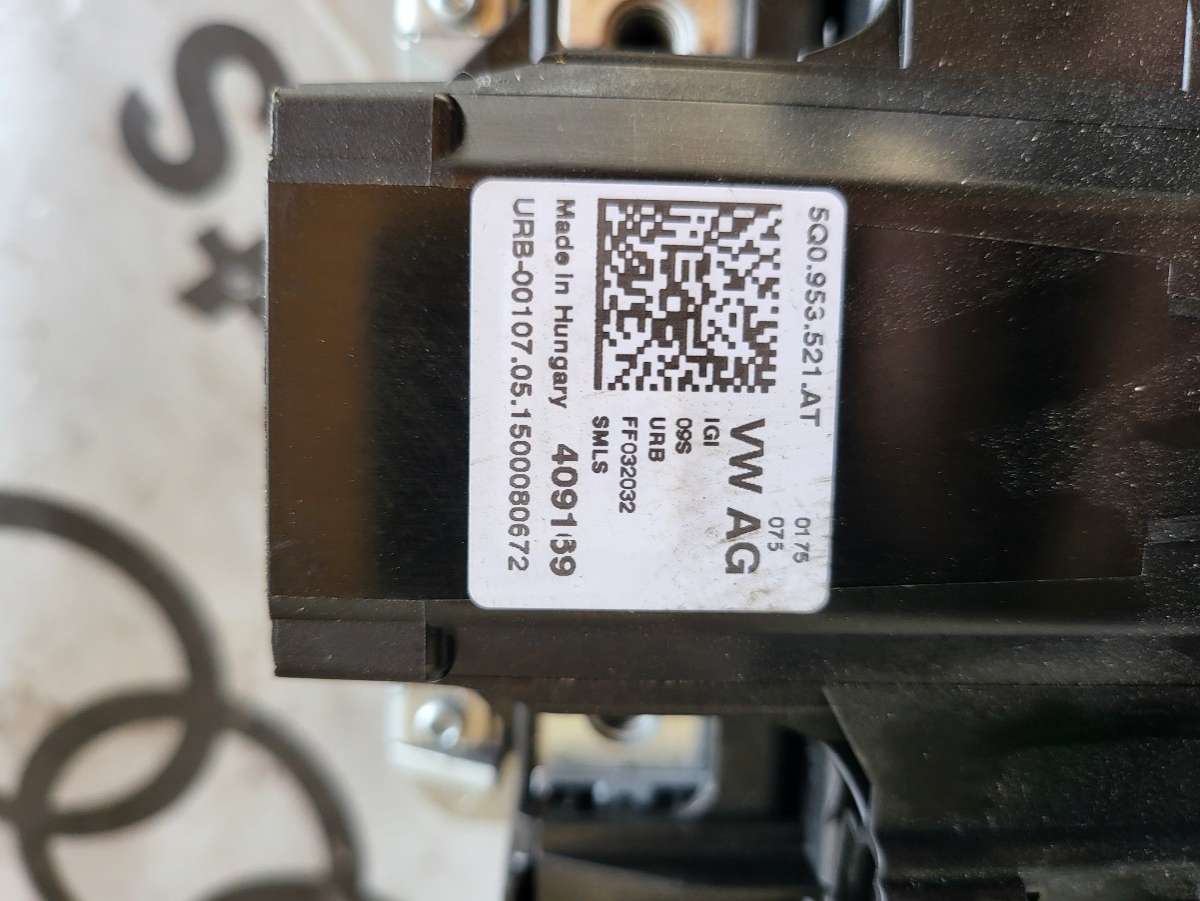 5Q0.953.521.AT 0175
075
VW AG
IGI
09S
URB
FF032032
SMLS
Made In Hungary
URB-00107.05.1500080672